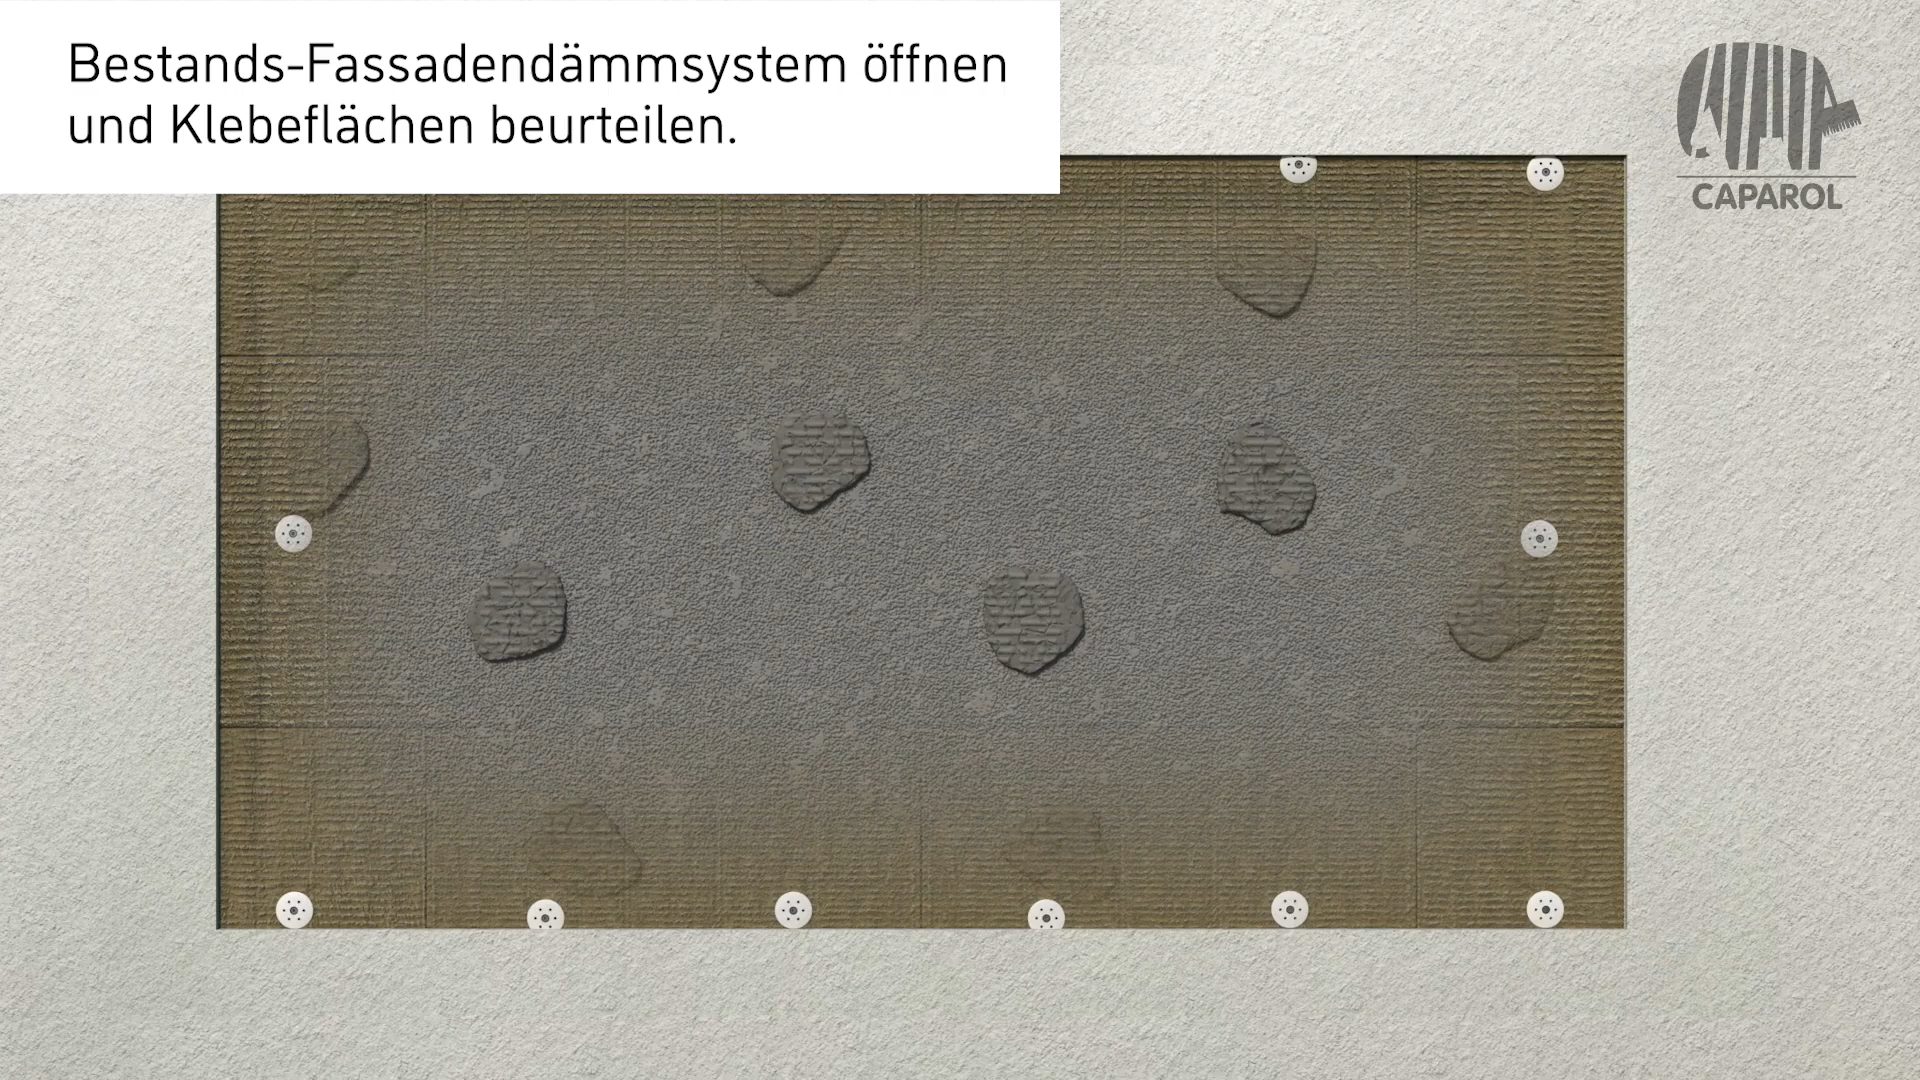 Bestands-Fassadendämmsystem öffnen
und Klebeflächen beurteilen.
CAPAROL